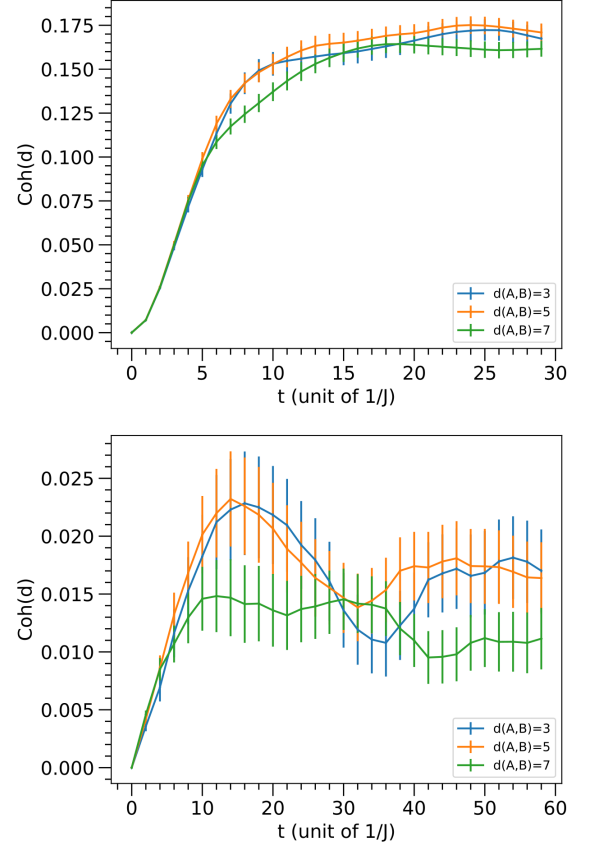 0.175
0.150
0.125
0.100
0.075
0.050
0.025
0.000
Coh(d)
0 5 10 15 20 25 30
t (unit of 1/J)
d(A,B)=3
d(A,B)=5
d(A,B)=7
0.025
0.020
0.015
0.010
0.005
0.000
Coh(d)
0 10 20 30 40 50 60
t (unit of 1/J)
d(A,B)=3
d(A,B)=5
d(A,B)=7